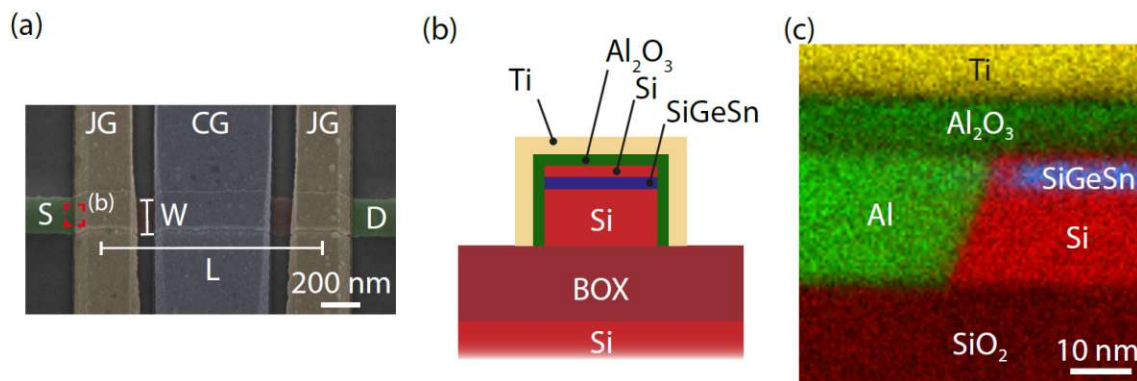 (a)
JG
CG
JG
S
(b)
W
D
L
200 nm
(b)
Al₂O₃
Ti
Si
SiGeSn
Si
BOX
Si
(c)
Ti
Al₂O₃
SiGeSn
Al
Si
SiO₂
10 nm